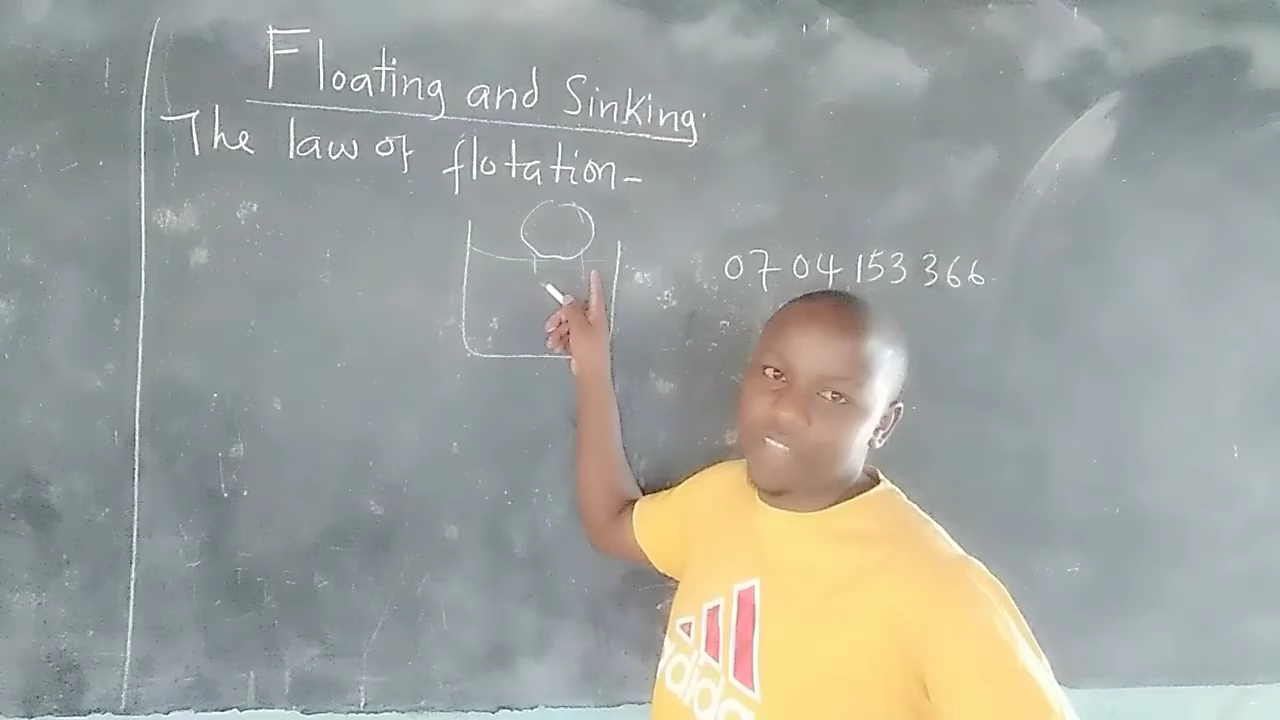 Floating and Sinking.
The law of flotation-
0704153366
adidas